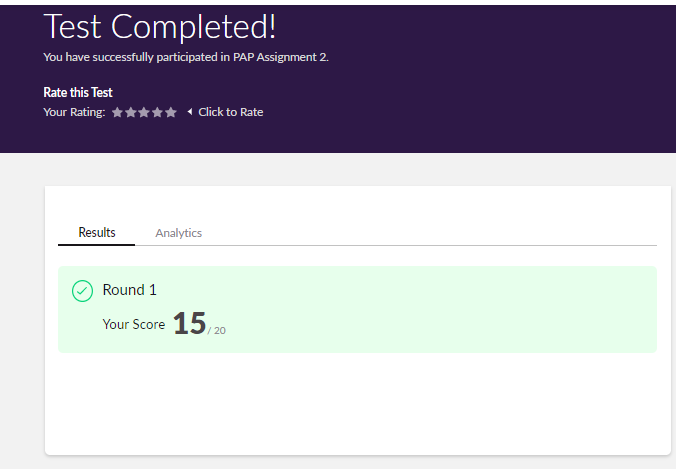 Test Completed!
You have successfully participated in PAP Assignment 2.
Rate this Test
Your Rating: Click to Rate
Results Analytics
Round 1
Your Score 15 / 20